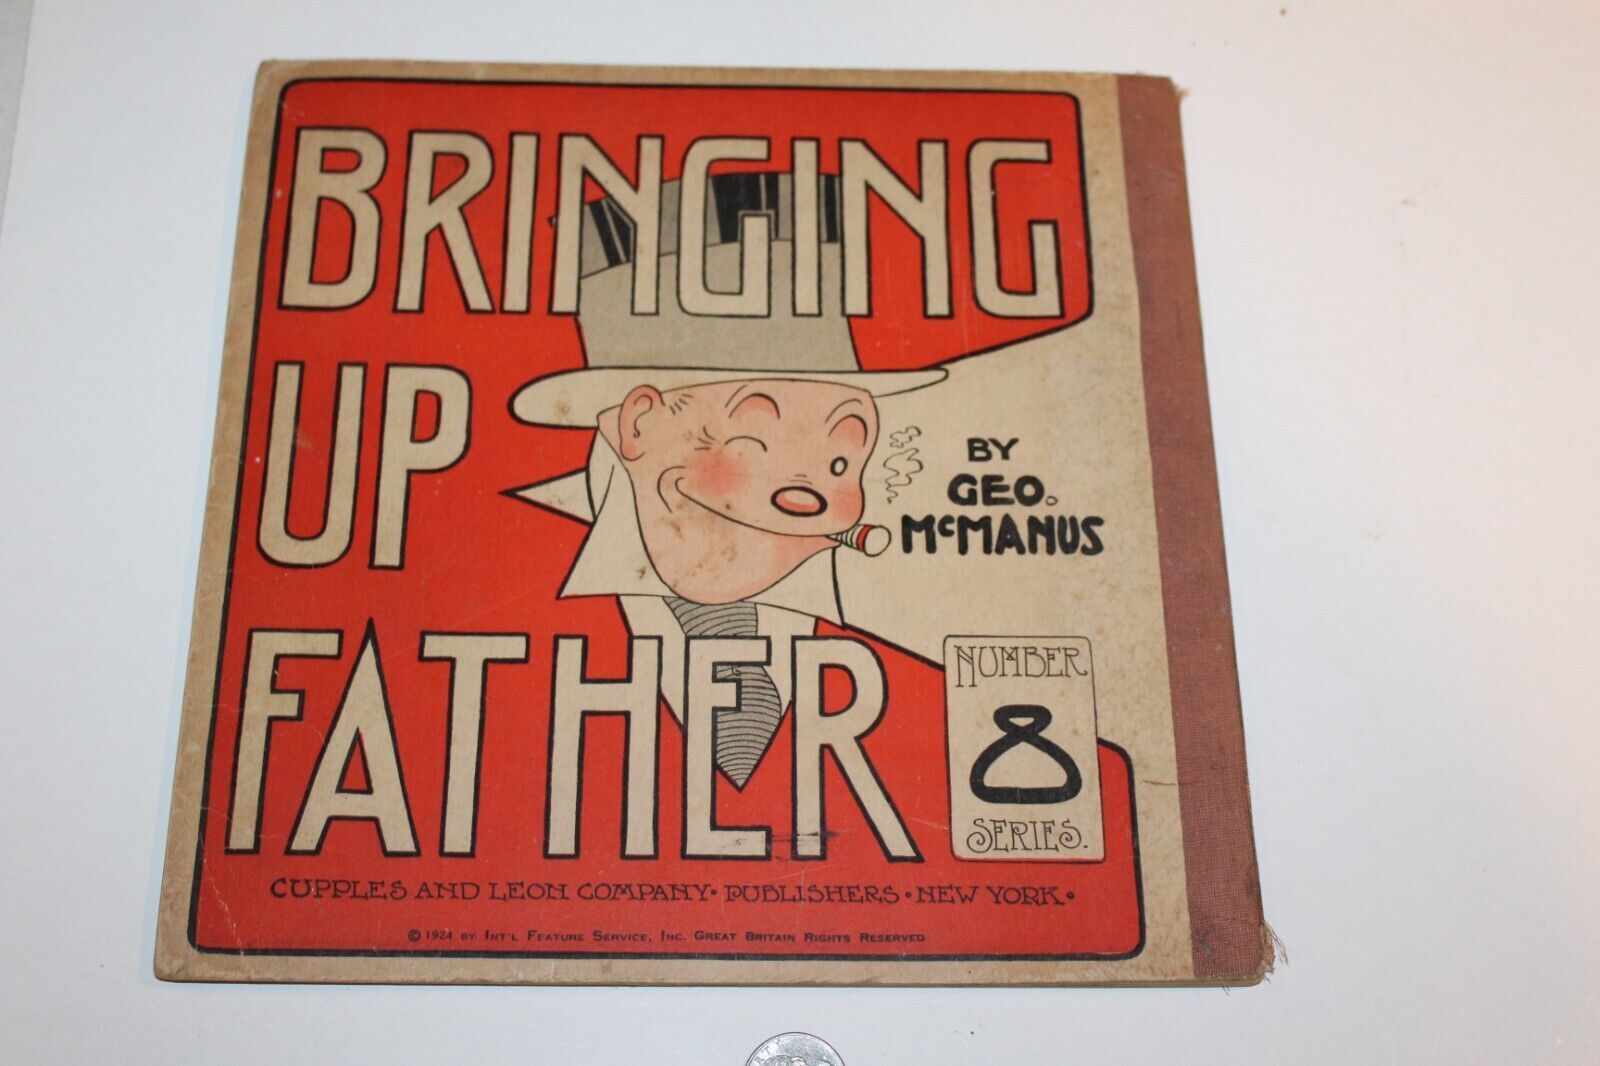 BRINGING
UP
FATHER
BY
GEO.
McMANUS
NUMBER
8
SERIES.
CUPPLES AND LEON COMPANY • PUBLISHERS • NEW YORK •
© 1924 BY INT'L FEATURE SERVICE, INC. GREAT BRITAIN RIGHTS RESERVED